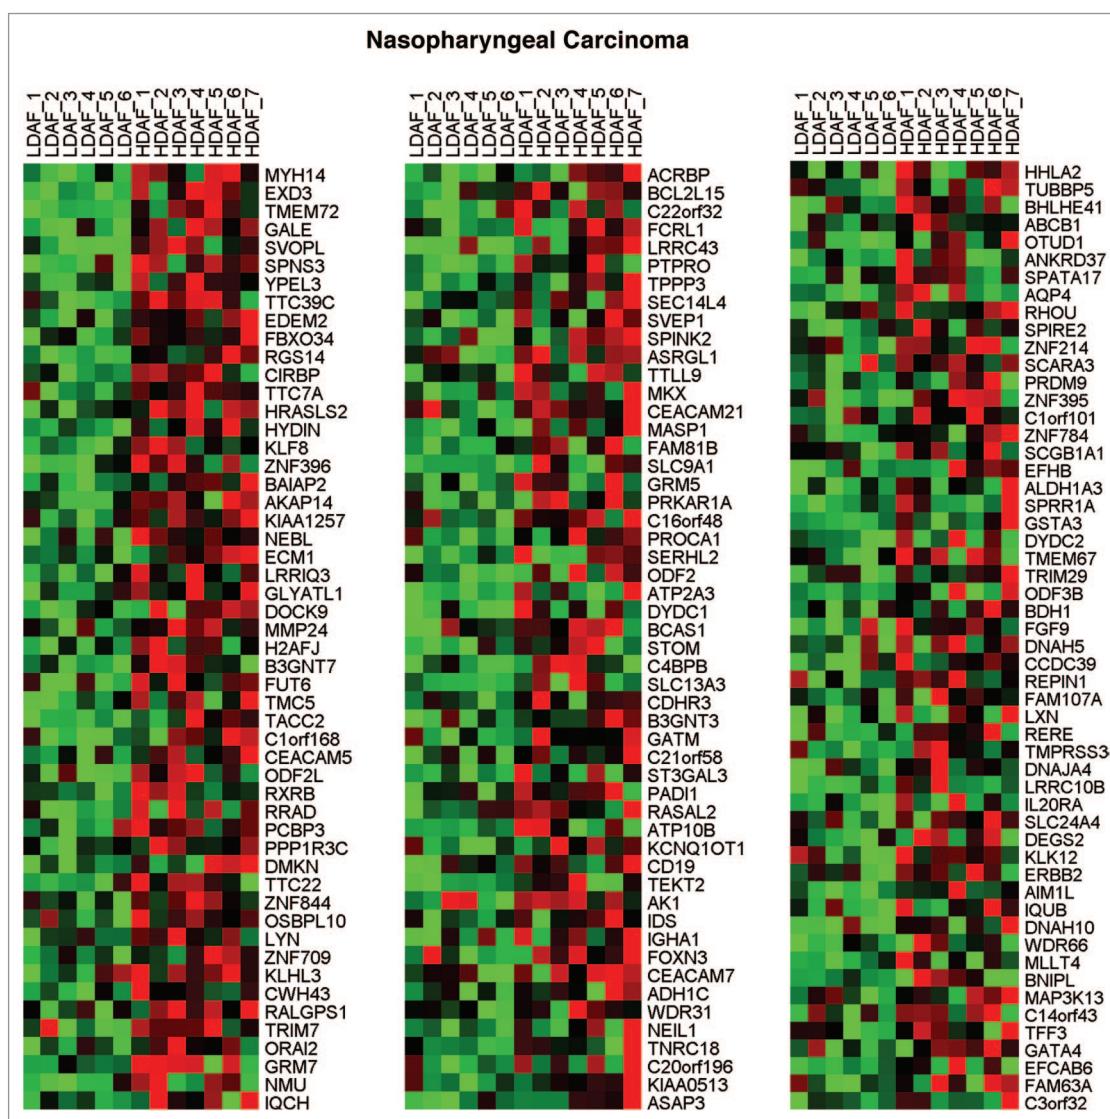 Nasopharyngeal Carcinoma
LDAF_1
LDAF_2
LDAF_3
LDAF_4
LDAF_5
LDAF_6
HDAF_1
HDAF_2
HDAF_3
HDAF_4
HDAF_5
HDAF_6
HDAF_7
MYH14
EXD3
TMEM72
GALE
SVOPL
SPNS3
YPEL3
TTC39C
EDEM2
FBXO34
RGS14
CIRBP
TTC7A
HRASLS2
HYDIN
KLF8
ZNF396
BAIAP2
AKAP14
KIAA1257
NEBL
ECM1
LRRIQ3
GLYATL1
DOCK9
MMP24
H2AFJ
B3GNT7
FUT6
TMC5
TACC2
C1orf168
CEACAM5
ODF2L
RXRB
RRAD
PCBP3
PPP1R3C
DMKN
TTC22
ZNF844
OSBPL10
LYN
ZNF709
KLHL3
CWH43
RALGPS1
TRIM7
ORAI2
GRM7
NMU
IQCH
LDAF_1
LDAF_2
LDAF_3
LDAF_4
LDAF_5
LDAF_6
HDAF_1
HDAF_2
HDAF_3
HDAF_4
HDAF_5
HDAF_6
HDAF_7
ACRBP
BCL2L15
C22orf32
FCRL1
LRRC43
PTPRO
TPPP3
SEC14L4
SVEP1
SPINK2
ASRGL1
TTLL9
MKX
CEACAM21
MASP1
FAM81B
SLC9A1
GRM5
PRKAR1A
C16orf48
PROCA1
SERHL2
ODF2
ATP2A3
DYDC1
BCAS1
STOM
C4BPB
SLC13A3
CDHR3
B3GNT3
GATM
C21orf58
ST3GAL3
PADI1
RASAL2
ATP10B
KCNQ1OT1
CD19
TEKT2
AK1
IDS
IGHA1
FOXN3
CEACAM7
ADH1C
WDR31
NEIL1
TNRC18
C20orf196
KIAA0513
ASAP3
LDAF_1
LDAF_2
LDAF_3
LDAF_4
LDAF_5
LDAF_6
HDAF_1
HDAF_2
HDAF_3
HDAF_4
HDAF_5
HDAF_6
HDAF_7
HHLA2
TUBBP5
BHLHE41
ABCB1
OTUD1
ANKRD37
SPATA17
AQP4
RHOU
SPIRE2
ZNF214
SCARA3
PRDM9
ZNF395
C1orf101
ZNF784
SCGB1A1
EFHB
ALDH1A3
SPRR1A
GSTA3
DYDC2
TMEM67
TRIM29
ODF3B
BDH1
FGF9
DNAH5
CCDC39
REPIN1
FAM107A
LXN
RERE
TMPRSS3
DNAJA4
LRRC10B
IL20RA
SLC24A4
DEGS2
KLK12
ERBB2
AIM1L
IQUB
DNAH10
WDR66
MLLT4
BNIPL
MAP3K13
C14orf43
TFF3
GATA4
EFCAB6
FAM63A
C3orf32